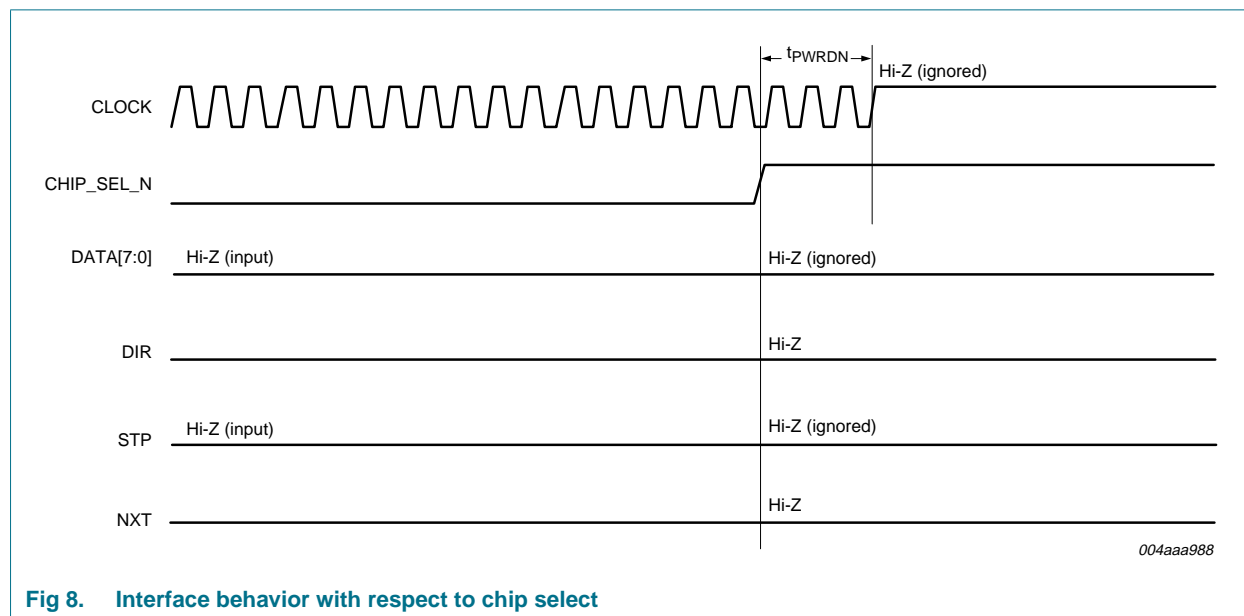 tPWRDN
Hi-Z (ignored)
CLOCK
CHIP_SEL_N
DATA[7:0] Hi-Z (input) Hi-Z (ignored)
DIR Hi-Z
STP Hi-Z (input) Hi-Z (ignored)
NXT Hi-Z
004aaa988
Fig 8. Interface behavior with respect to chip select